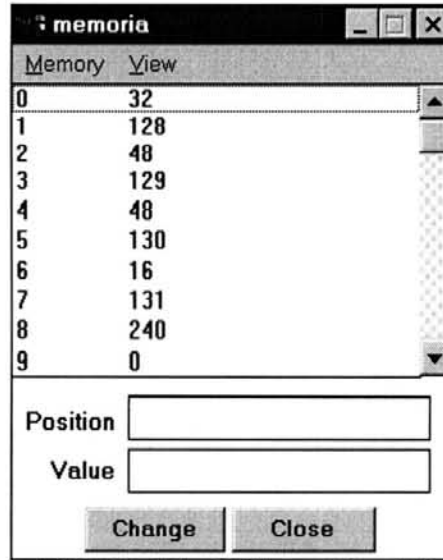 memoria
Memory View
0 32
1 128
2 48
3 129
4 48
5 130
6 16
7 131
8 240
9 0
Position
Value
Change Close